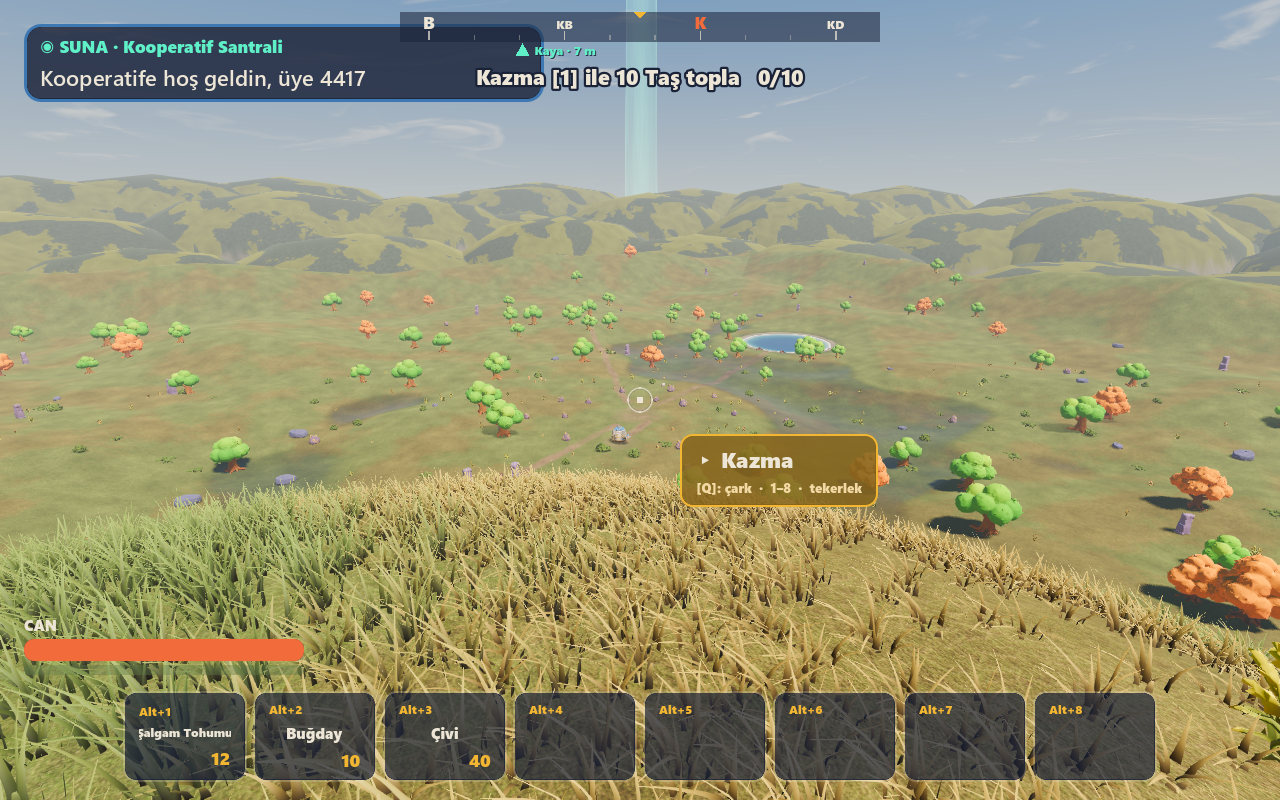 B KB K KD
◉ SUNA · Kooperatif Santrali
Kooperatife hoş geldin, üye 4417
Kaya · 7 m
Kazma [1] ile 10 Taş topla 0/10
Kazma
[Q]: çark · 1–8 · tekerlek
CAN
Alt+1 Alt+2 Alt+3 Alt+4 Alt+5 Alt+6 Alt+7 Alt+8
Şalgam Tohumu Buğday Çivi
12 10 40